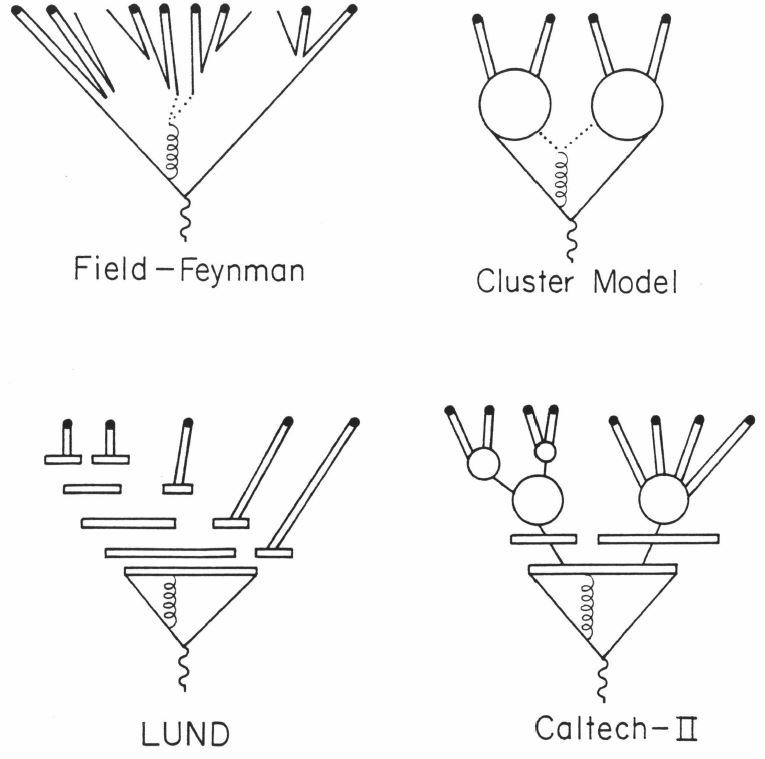 Field-Feynman
Cluster Model
LUND
Caltech-II